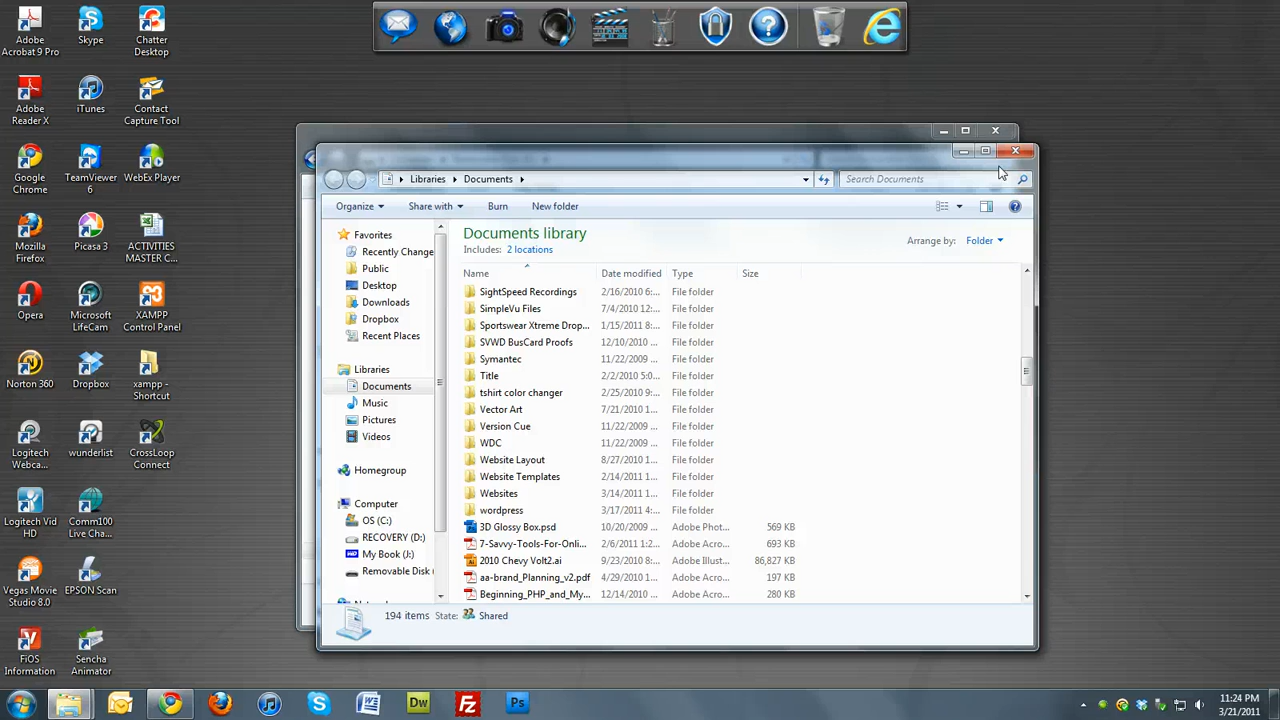 Adobe Acrobat 9 Pro
Skype
Chatter Desktop
Adobe Reader X
iTunes
Contact Capture Tool
Google Chrome
TeamViewer 6
WebEx Player
Mozilla Firefox
Picasa 3
ACTIVITIES MASTER C...
Opera
Microsoft LifeCam
XAMPP Control Panel
Norton 360
Dropbox
xampp - Shortcut
Logitech Webca...
wunderlist
CrossLoop Connect
Logitech Vid HD
Comm100 Live Cha...
Vegas Movie Studio 8.0
EPSON Scan
FiOS Information
Sencha Animator
Libraries Documents
Search Documents
Organize Share with Burn New folder
Favorites
Recently Change
Public
Desktop
Downloads
Dropbox
Recent Places
Libraries
Documents
Music
Pictures
Videos
Homegroup
Computer
OS (C:)
RECOVERY (D:)
My Book (J:)
Removable Disk
Documents library
Includes: 2 locations
Arrange by: Folder
Name Date modified Type Size
SightSpeed Recordings 2/16/2010 6:... File folder
SimpleVu Files 7/4/2010 12:... File folder
Sportswear Xtreme Drop... 1/15/2011 8:... File folder
SVWD BusCard Proofs 12/10/2010 ... File folder
Symantec 11/22/2009 ... File folder
Title 2/2/2010 5:0... File folder
tshirt color changer 2/25/2010 9:... File folder
Vector Art 7/21/2010 1... File folder
Version Cue 11/22/2009 ... File folder
WDC 11/22/2009 ... File folder
Website Layout 8/27/2010 1... File folder
Website Templates 2/14/2011 1... File folder
Websites 3/14/2011 1... File folder
wordpress 3/17/2011 4:... File folder
3D Glossy Box.psd 10/20/2009 ... Adobe Phot... 569 KB
7-Savvy-Tools-For-Onli... 2/6/2011 1:2... Adobe Acro... 693 KB
2010 Chevy Volt2.ai 9/23/2010 8:... Adobe Illust... 86,827 KB
aa-brand_Planning_v2.pdf 4/29/2010 1... Adobe Acro... 197 KB
Beginning_PHP_and_My... 12/14/2010 ... Adobe Acro... 280 KB
194 items State: Shared
11:24 PM
3/21/2011